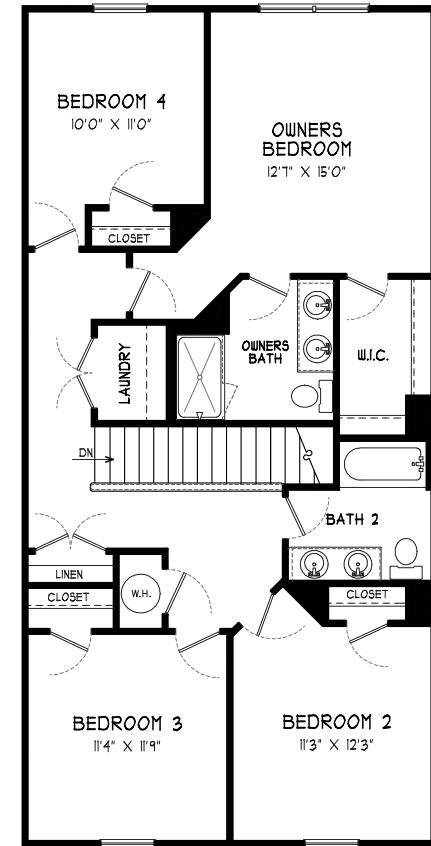 BEDROOM 4
10'0" X 11'0"
OWNERS
BEDROOM
12'7" X 15'0"
CLOSET
LAUNDRY
OWNERS
BATH
W.I.C.
DN
BATH 2
LINEN
CLOSET
W.H.
CLOSET
BEDROOM 3
11'4" X 11'9"
BEDROOM 2
11'3" X 12'3"